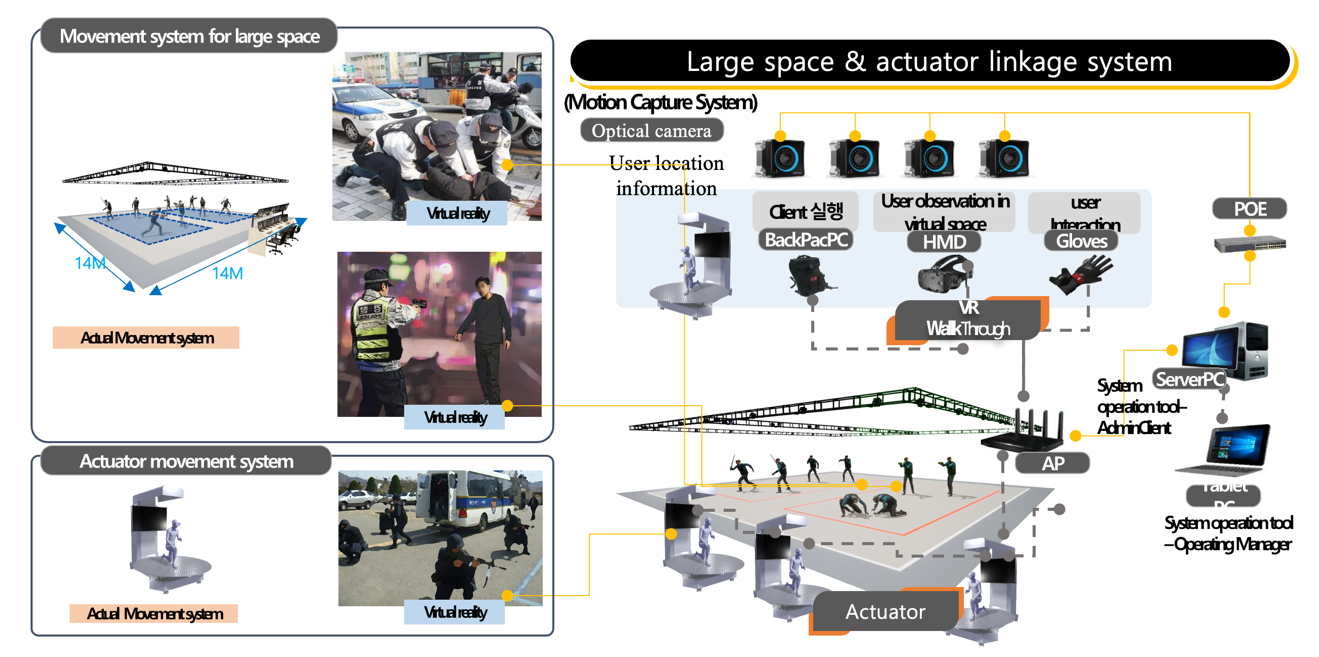 Movement system for large space
14M
14M
Actual Movement system
Virtual reality
Virtual reality
Actuator movement system
Actual Movement system
Virtual reality
Large space & actuator linkage system
(Motion Capture System)
Optical camera
User location
information
Client 실행
BackPacPC
User observation in
virtual space
HMD
user
Interaction
Gloves
VR
Walk Through
POE
ServerPC
System
operation tool–
AdminClient
AP
Tablet
PC
System operation tool
– Operating Manager
Actuator